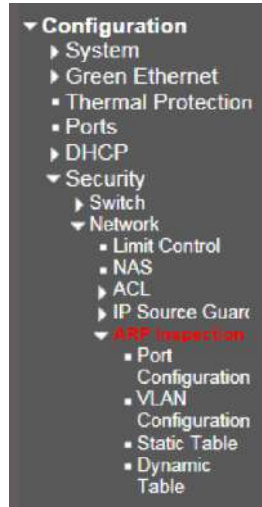 Configuration
System
Green Ethernet
Thermal Protection
Ports
DHCP
Security
Switch
Network
Limit Control
NAS
ACL
IP Source Guard
ARP Inspection
Port
Configuration
VLAN
Configuration
Static Table
Dynamic
Table